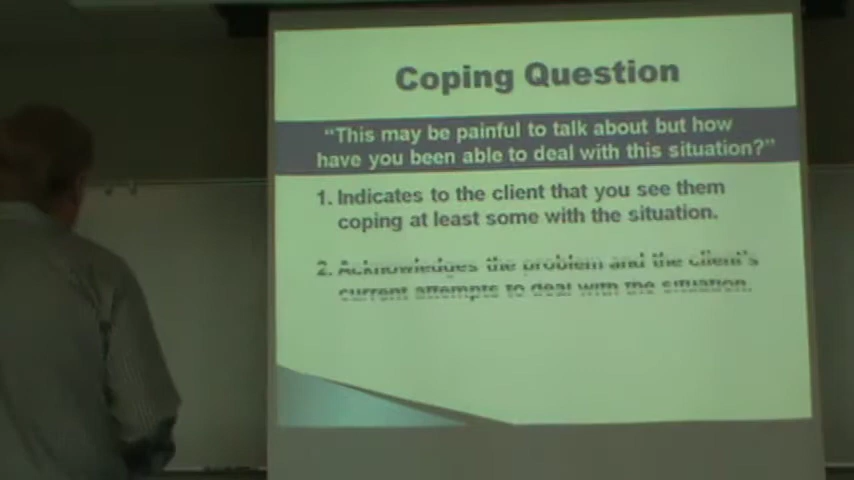 Coping Question
“This may be painful to talk about but how
have you been able to deal with this situation?”
1. Indicates to the client that you see them
coping at least some with the situation.
2. Acknowledges the problem and the client's
current attempts to deal with the situation.